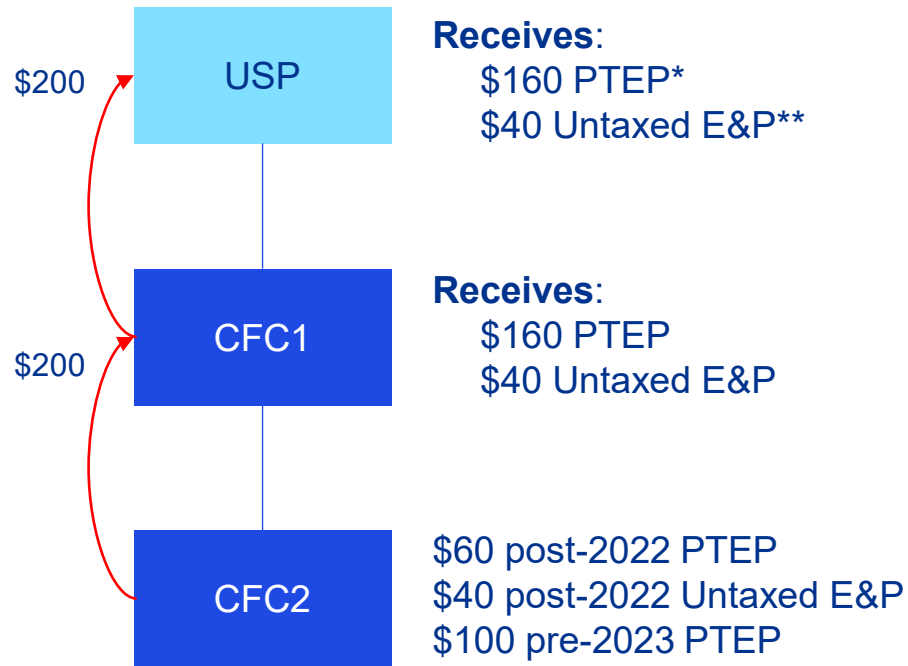 $200
USP
Receives:
$160 PTEP*
$40 Untaxed E&P**
$200
CFC1
Receives:
$160 PTEP
$40 Untaxed E&P
CFC2
$60 post-2022 PTEP
$40 post-2022 Untaxed E&P
$100 pre-2023 PTEP